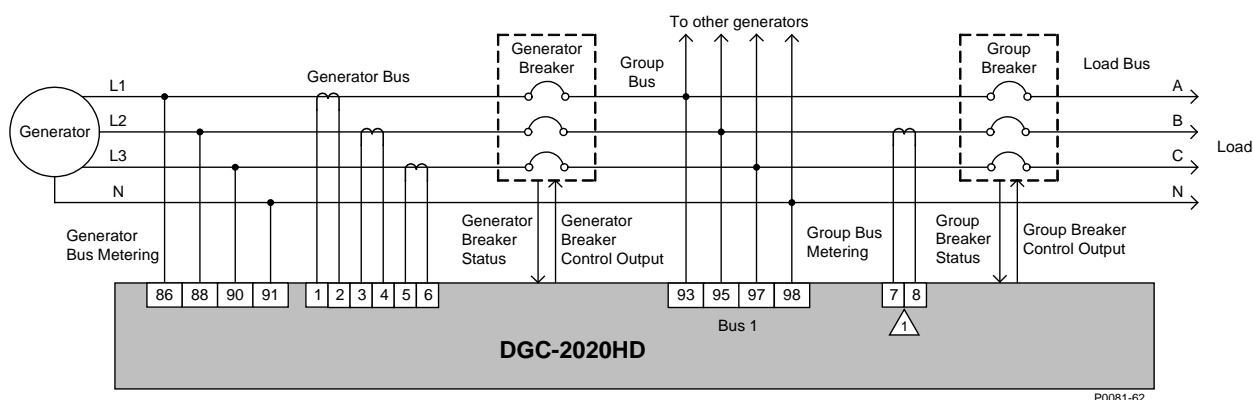 To other generators
Generator
Breaker
Group
Breaker
Generator Bus
Group
Bus
Load Bus
L1
A
Generator
L2
B
L3
C
Load
N
N
Generator
Bus Metering
Generator
Breaker
Status
Generator
Breaker
Control Output
Group Bus
Metering
Group
Breaker
Status
Group Breaker
Control Output
86 88 90 91 1 2 3 4 5 6 93 95 97 98 7 8
Bus 1
1
DGC-2020HD
P0081-62